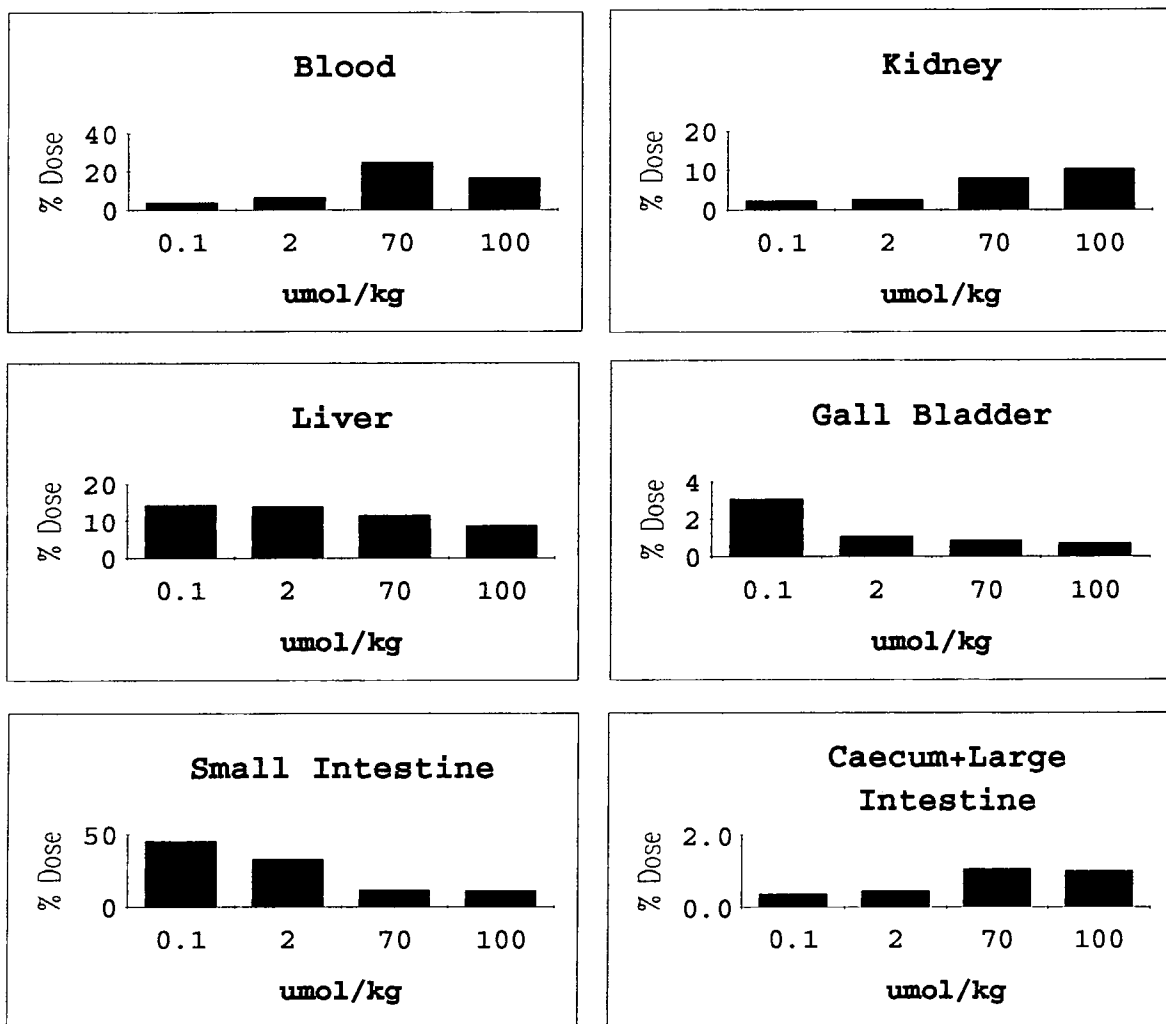 Blood
% Dose
40
20
0
0.1 2 70 100
umol/kg
Kidney
% Dose
20
10
0
0.1 2 70 100
umol/kg
Liver
% Dose
20
10
0
0.1 2 70 100
umol/kg
Gall Bladder
% Dose
4
2
0
0.1 2 70 100
umol/kg
Small Intestine
% Dose
50
0
0.1 2 70 100
umol/kg
Caecum+Large
Intestine
% Dose
2.0
0.0
0.1 2 70 100
umol/kg